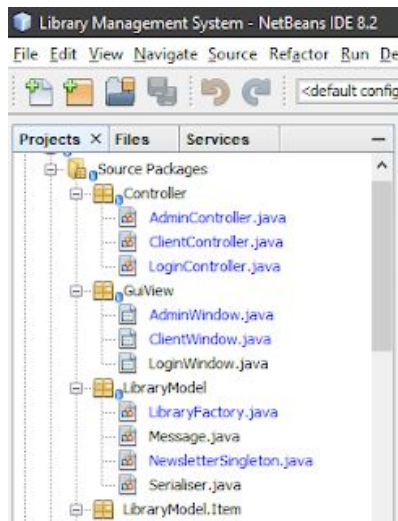 Library Management System - NetBeans IDE 8.2
File Edit View Navigate Source Refactor Run De
<default config
Projects × Files Services
Source Packages
Controller
AdminController.java
ClientController.java
LoginController.java
GuiView
AdminWindow.java
ClientWindow.java
LoginWindow.java
LibraryModel
LibraryFactory.java
Message.java
NewsletterSingleton.java
Serialiser.java
LibraryModel.Item